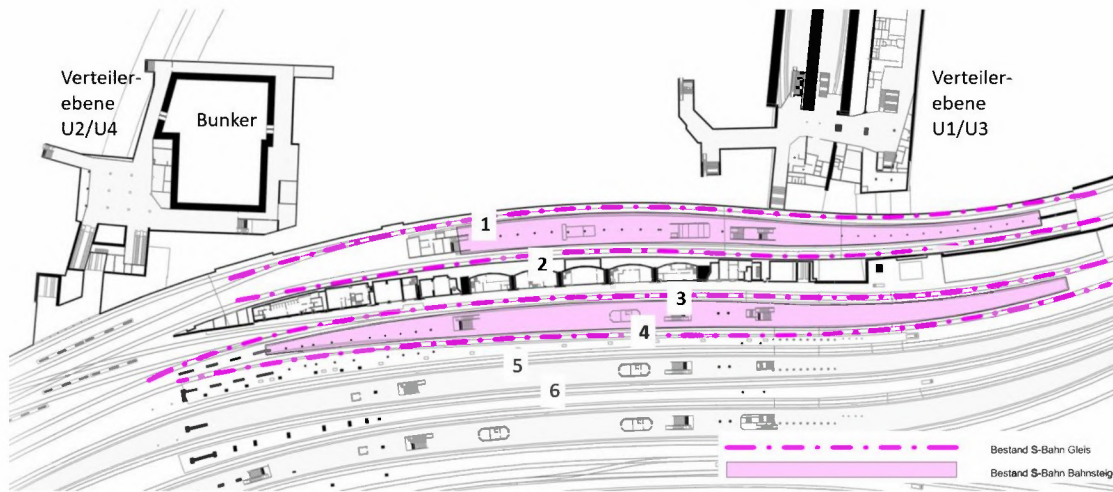 Verteiler-
ebene
U2/U4
Bunker
Verteiler-
ebene
U1/U3
1
2
3
4
5
6
Bestand S-Bahn Gleis
Bestand S-Bahn Bahnsteig